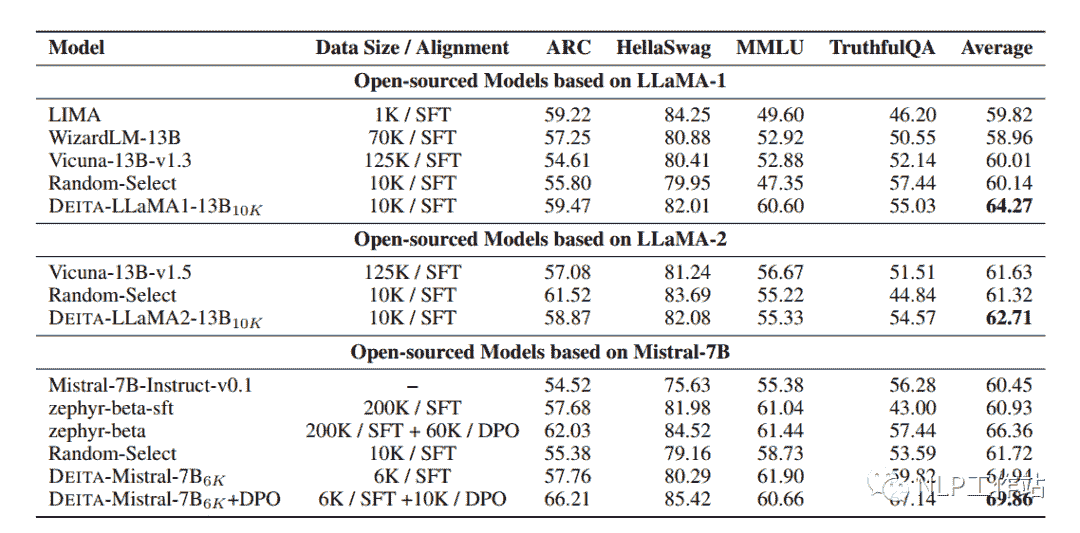 Model Data Size / Alignment ARC HellaSwag MMLU TruthfulQA Average
Open-sourced Models based on LLaMA-1
LIMA 1K / SFT 59.22 84.25 49.60 46.20 59.82
WizardLM-13B 70K / SFT 57.25 80.88 52.92 50.55 58.96
Vicuna-13B-v1.3 125K / SFT 54.61 80.41 52.88 52.14 60.01
Random-Select 10K / SFT 55.80 79.95 47.35 57.44 60.14
DEITA-LLaMA1-13B10K 10K / SFT 59.47 82.01 60.60 55.03 64.27
Open-sourced Models based on LLaMA-2
Vicuna-13B-v1.5 125K / SFT 57.08 81.24 56.67 51.51 61.63
Random-Select 10K / SFT 61.52 83.69 55.22 44.84 61.32
DEITA-LLaMA2-13B10K 10K / SFT 58.87 82.08 55.33 54.57 62.71
Open-sourced Models based on Mistral-7B
Mistral-7B-Instruct-v0.1 – 54.52 75.63 55.38 56.28 60.45
zephyr-beta-sft 200K / SFT 57.68 81.98 61.04 43.00 60.93
zephyr-beta 200K / SFT + 60K / DPO 62.03 84.52 61.44 57.44 66.36
Random-Select 10K / SFT 55.38 79.16 58.73 53.59 61.72
DEITA-Mistral-7B6K 6K / SFT 57.76 80.29 61.90 59.82 64.94
DEITA-Mistral-7B6K+DPO 6K / SFT +10K / DPO 66.21 85.42 60.66 67.14 69.86
NLP工作站